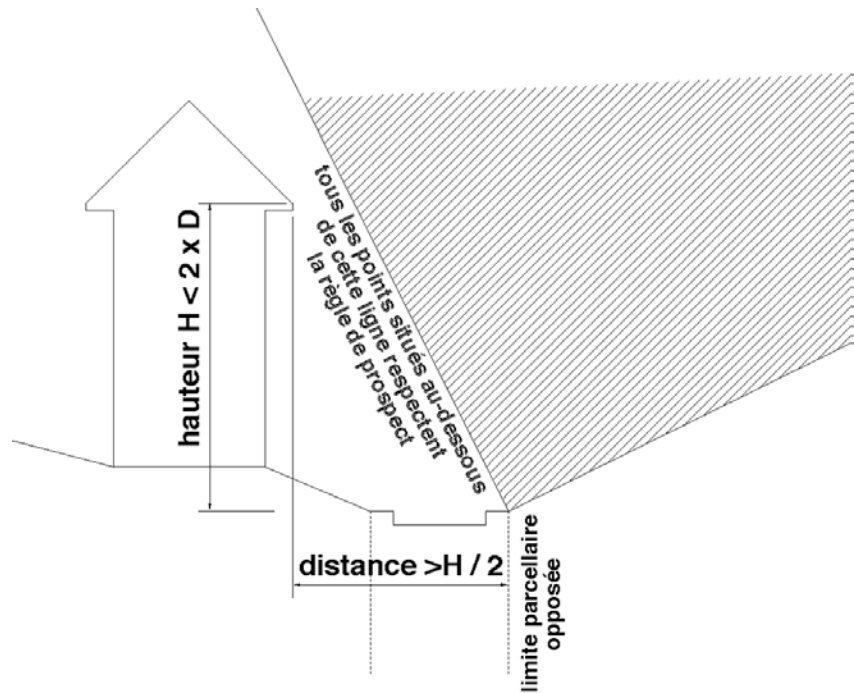 hauteur H < 2 x D
tous les points situés au-dessous
de cette ligne respectent
la règle de prospect
distance >H / 2
limite parcellaire
opposée